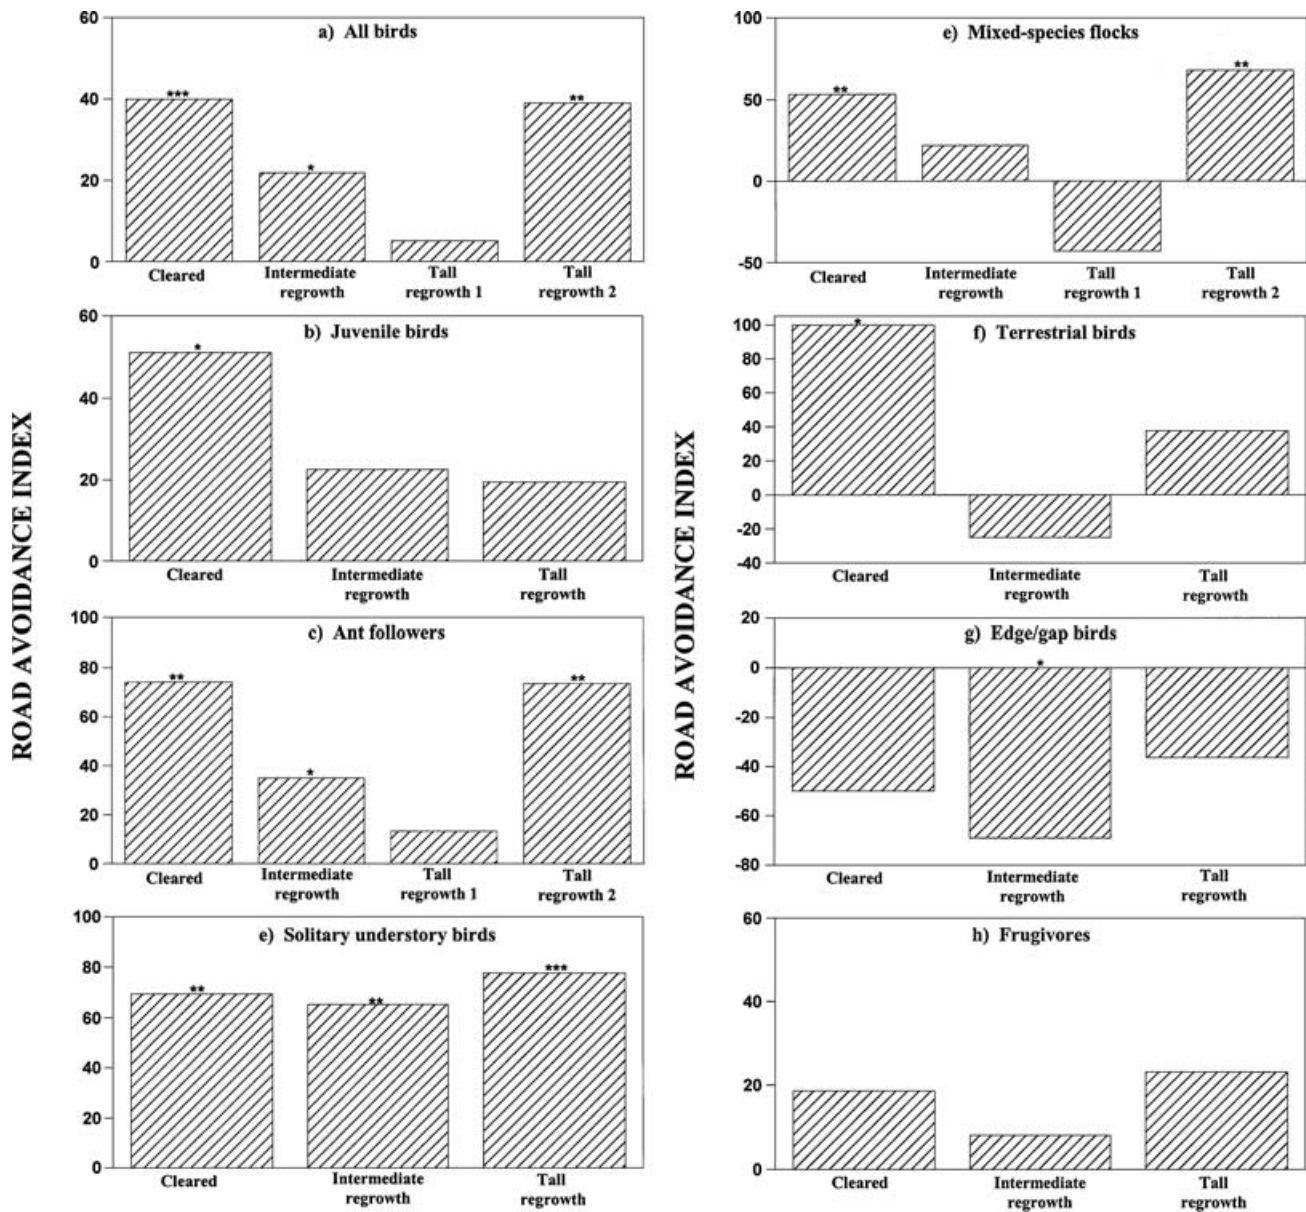 ROAD AVOIDANCE INDEX
a) All birds
60
40
20
0
***
*
**
Cleared
Intermediate
regrowth
Tall
regrowth 1
Tall
regrowth 2
b) Juvenile birds
60
40
20
0
*
Cleared
Intermediate
regrowth
Tall
regrowth
c) Ant followers
100
80
60
40
20
0
**
*
**
Cleared
Intermediate
regrowth
Tall
regrowth 1
Tall
regrowth 2
e) Solitary understory birds
100
80
60
40
20
0
**
**
***
Cleared
Intermediate
regrowth
Tall
regrowth
ROAD AVOIDANCE INDEX
e) Mixed-species flocks
100
50
0
-50
**
**
Cleared
Intermediate
regrowth
Tall
regrowth 1
Tall
regrowth 2
f) Terrestrial birds
100
80
60
40
20
0
-20
-40
*
Cleared
Intermediate
regrowth
Tall
regrowth
g) Edge/gap birds
20
0
-20
-40
-60
-80
*
Cleared
Intermediate
regrowth
Tall
regrowth
h) Frugivores
60
40
20
0
Cleared
Intermediate
regrowth
Tall
regrowth